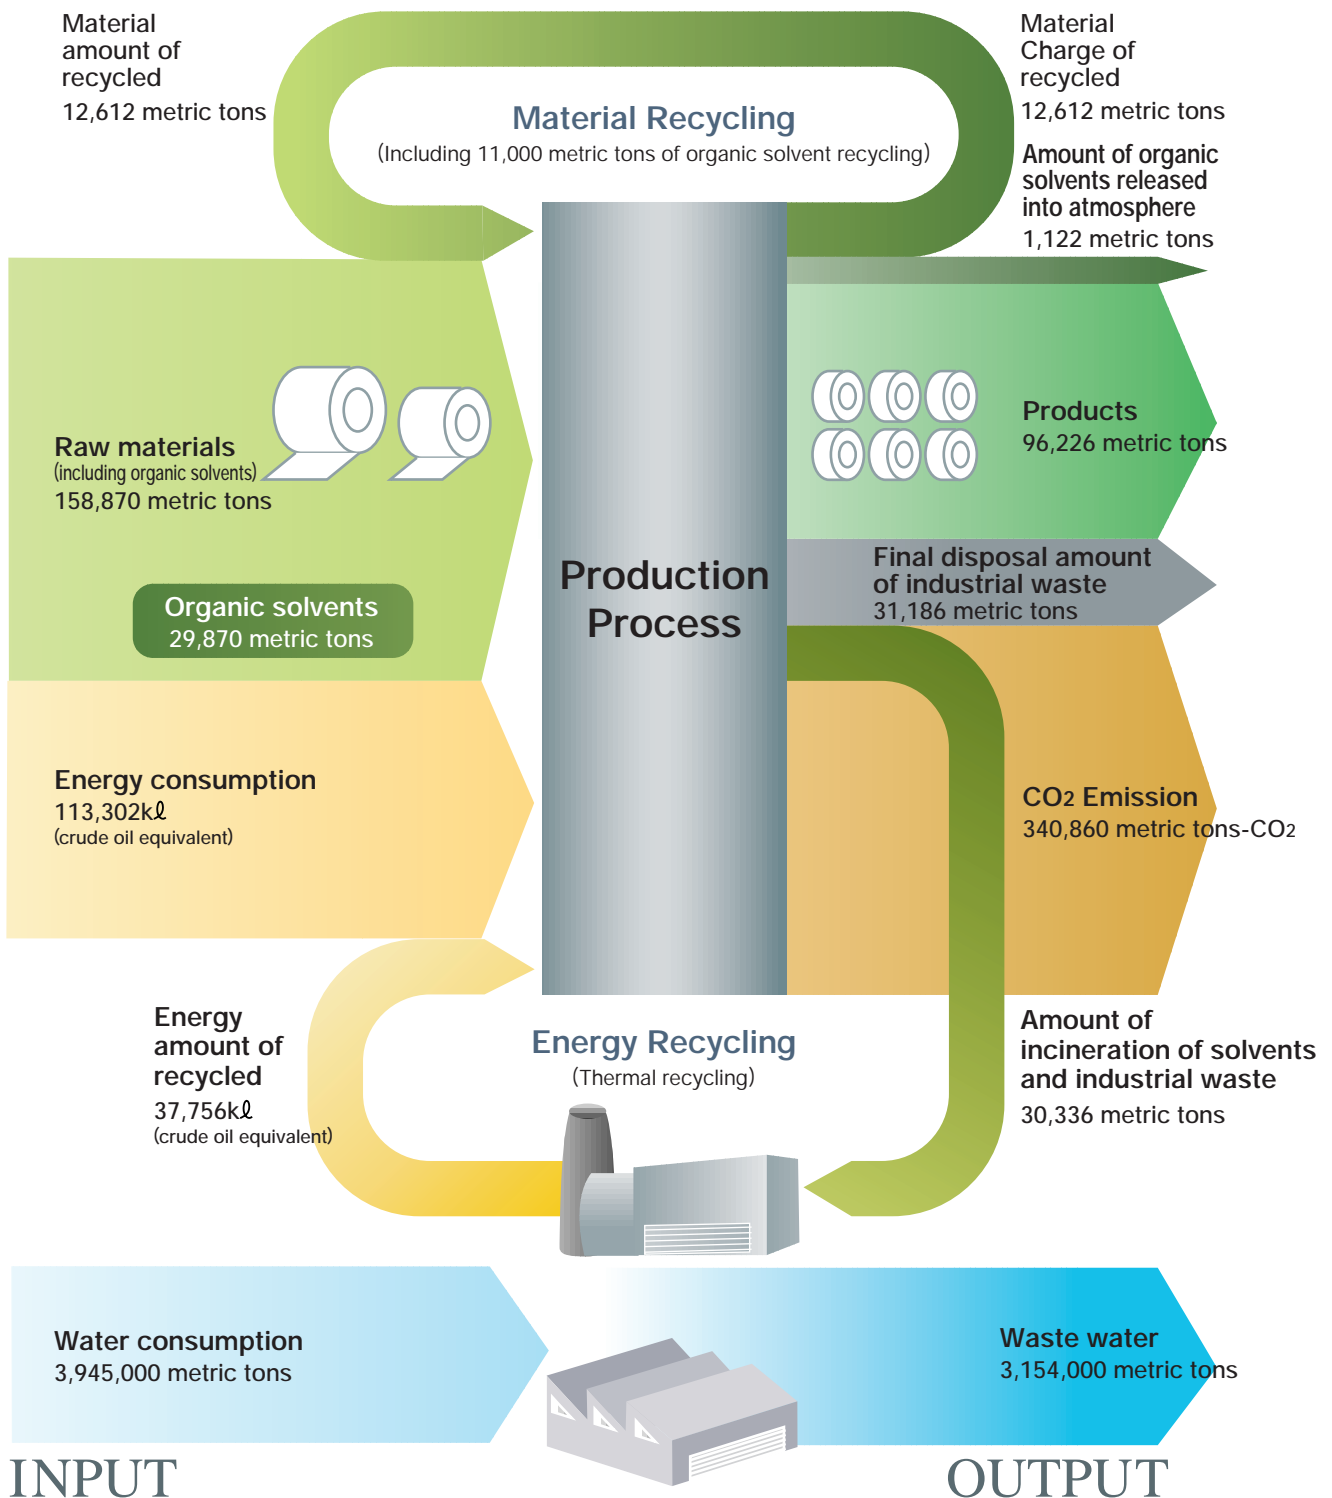 Material
amount of
recycled
12,612 metric tons
Material
Charge of
recycled
12,612 metric tons
Material Recycling
(Including 11,000 metric tons of organic solvent recycling)
Amount of organic
solvents released
into atmosphere
1,122 metric tons
Raw materials
(including organic solvents)
158,870 metric tons
Organic solvents
29,870 metric tons
Production
Process
Products
96,226 metric tons
Final disposal amount
of industrial waste
31,186 metric tons
Energy consumption
113,302kℓ
(crude oil equivalent)
CO2 Emission
340,860 metric tons-CO2
Energy
amount of
recycled
37,756kℓ
(crude oil equivalent)
Energy Recycling
(Thermal recycling)
Amount of
incineration of solvents
and industrial waste
30,336 metric tons
Water consumption
3,945,000 metric tons
Waste water
3,154,000 metric tons
INPUT
OUTPUT